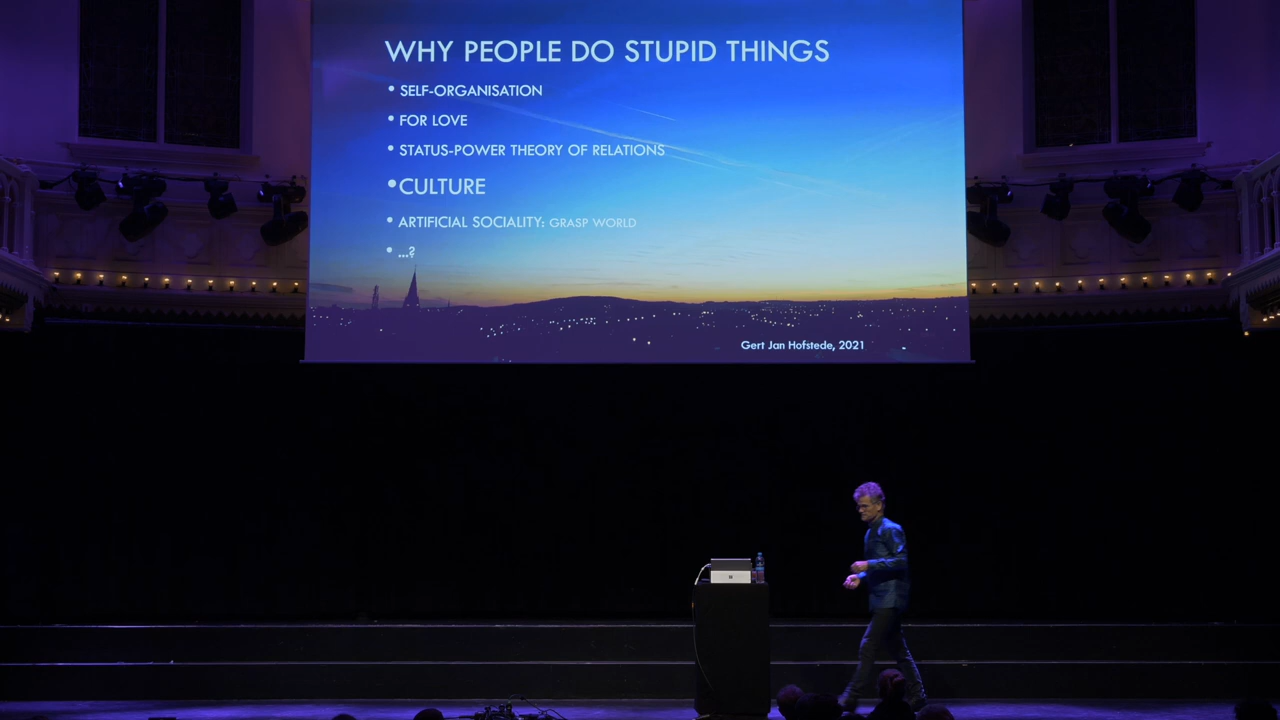 WHY PEOPLE DO STUPID THINGS
• SELF-ORGANISATION
• FOR LOVE
• STATUS-POWER THEORY OF RELATIONS
• CULTURE
• ARTIFICIAL SOCIALITY: GRASP WORLD
• ...?
Gert Jan Hofstede, 2021